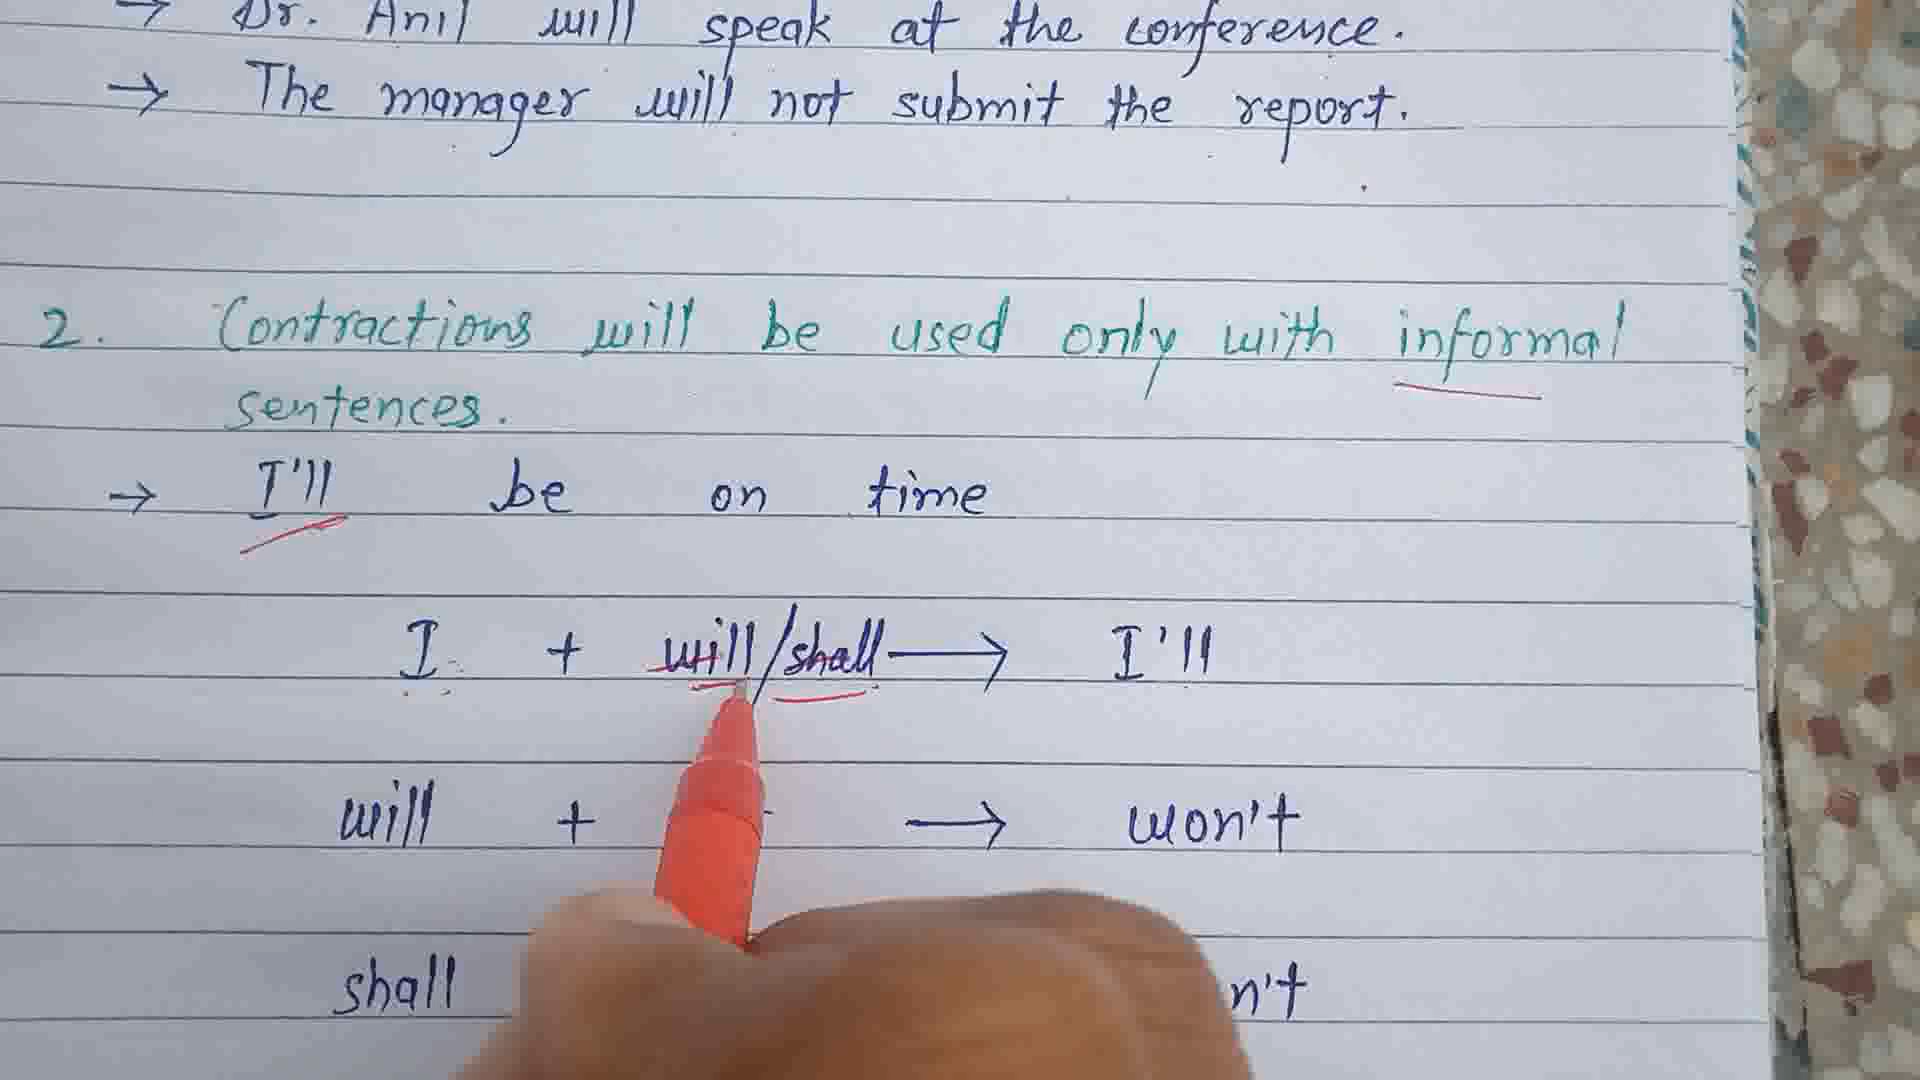 → Dr. Anil will speak at the conference.
→ The manager will not submit the report.
2. Contractions will be used only with informal
sentences.
→ I'll be on time
I + will/shall → I'll
will + → won't
shall n't